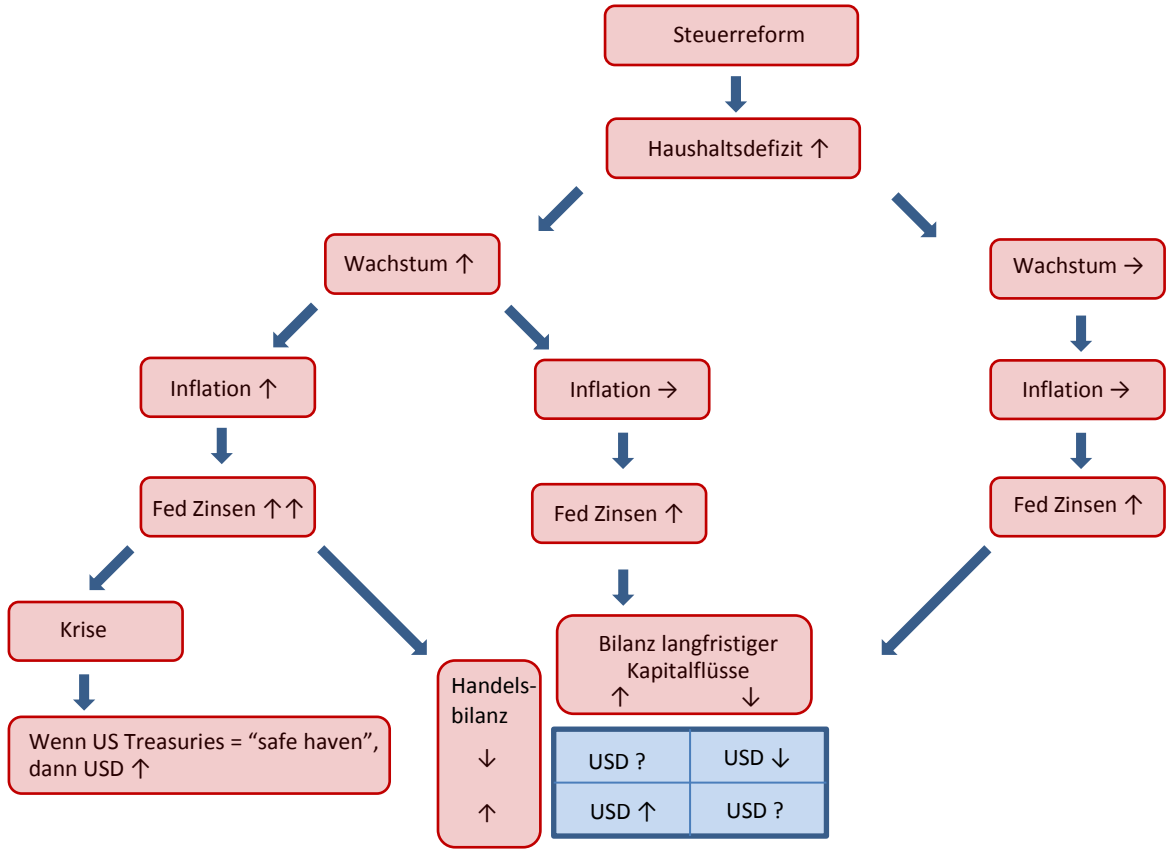 Steuerreform
Haushaltsdefizit ↑
Wachstum ↑
Wachstum →
Inflation ↑
Inflation →
Inflation →
Fed Zinsen ↑↑
Fed Zinsen ↑
Fed Zinsen ↑
Krise
Wenn US Treasuries = “safe haven”,
dann USD ↑
Handels-
bilanz
↓
↑
Bilanz langfristiger
Kapitalflüsse
↑ ↓
USD ? USD ↓
USD ↑ USD ?